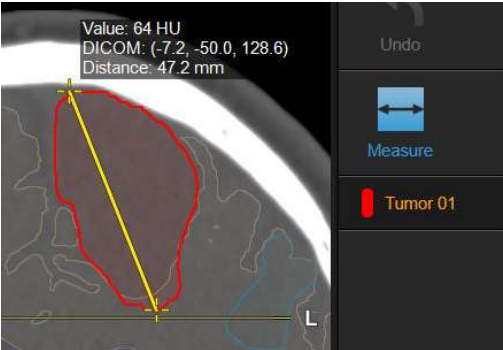 Value: 64 HU
DICOM: (-7.2, -50.0, 128.6)
Distance: 47.2 mm
Undo
Measure
Tumor 01
L